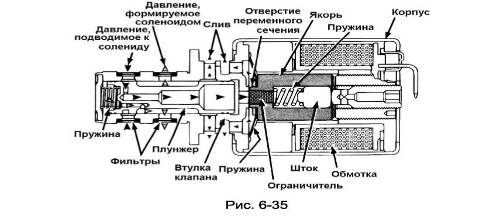 Давление,
формируемое
соленоидом
Давление,
подводимое к
солениду
Слив
Отверстие
переменного
сечения
Якорь
Пружина
Корпус
Пружина
Фильтры
Плунжер
Втулка
клапана
Пружина
Ограничитель
Шток
Обмотка
Рис. 6-35